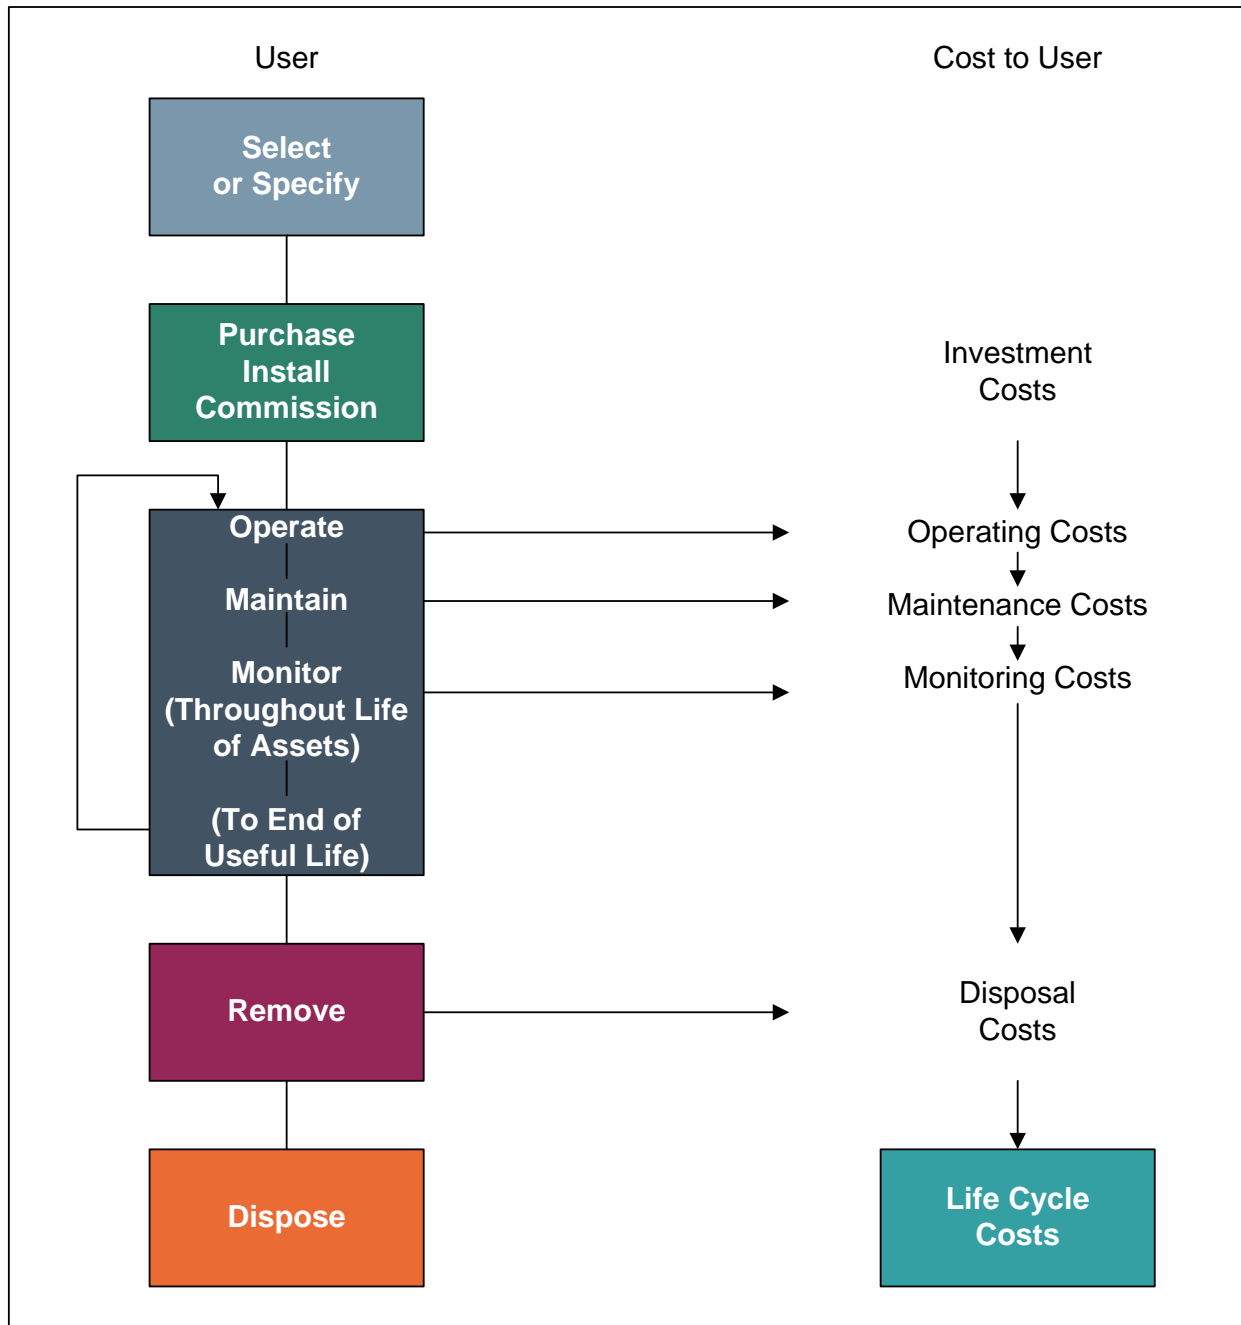 User
Cost to User
Select
or Specify
Purchase
Install
Commission
Investment
Costs
Operate
Operating Costs
Maintain
Maintenance Costs
Monitor
(Throughout Life
of Assets)
Monitoring Costs
(To End of
Useful Life)
Remove
Disposal
Costs
Dispose
Life Cycle
Costs